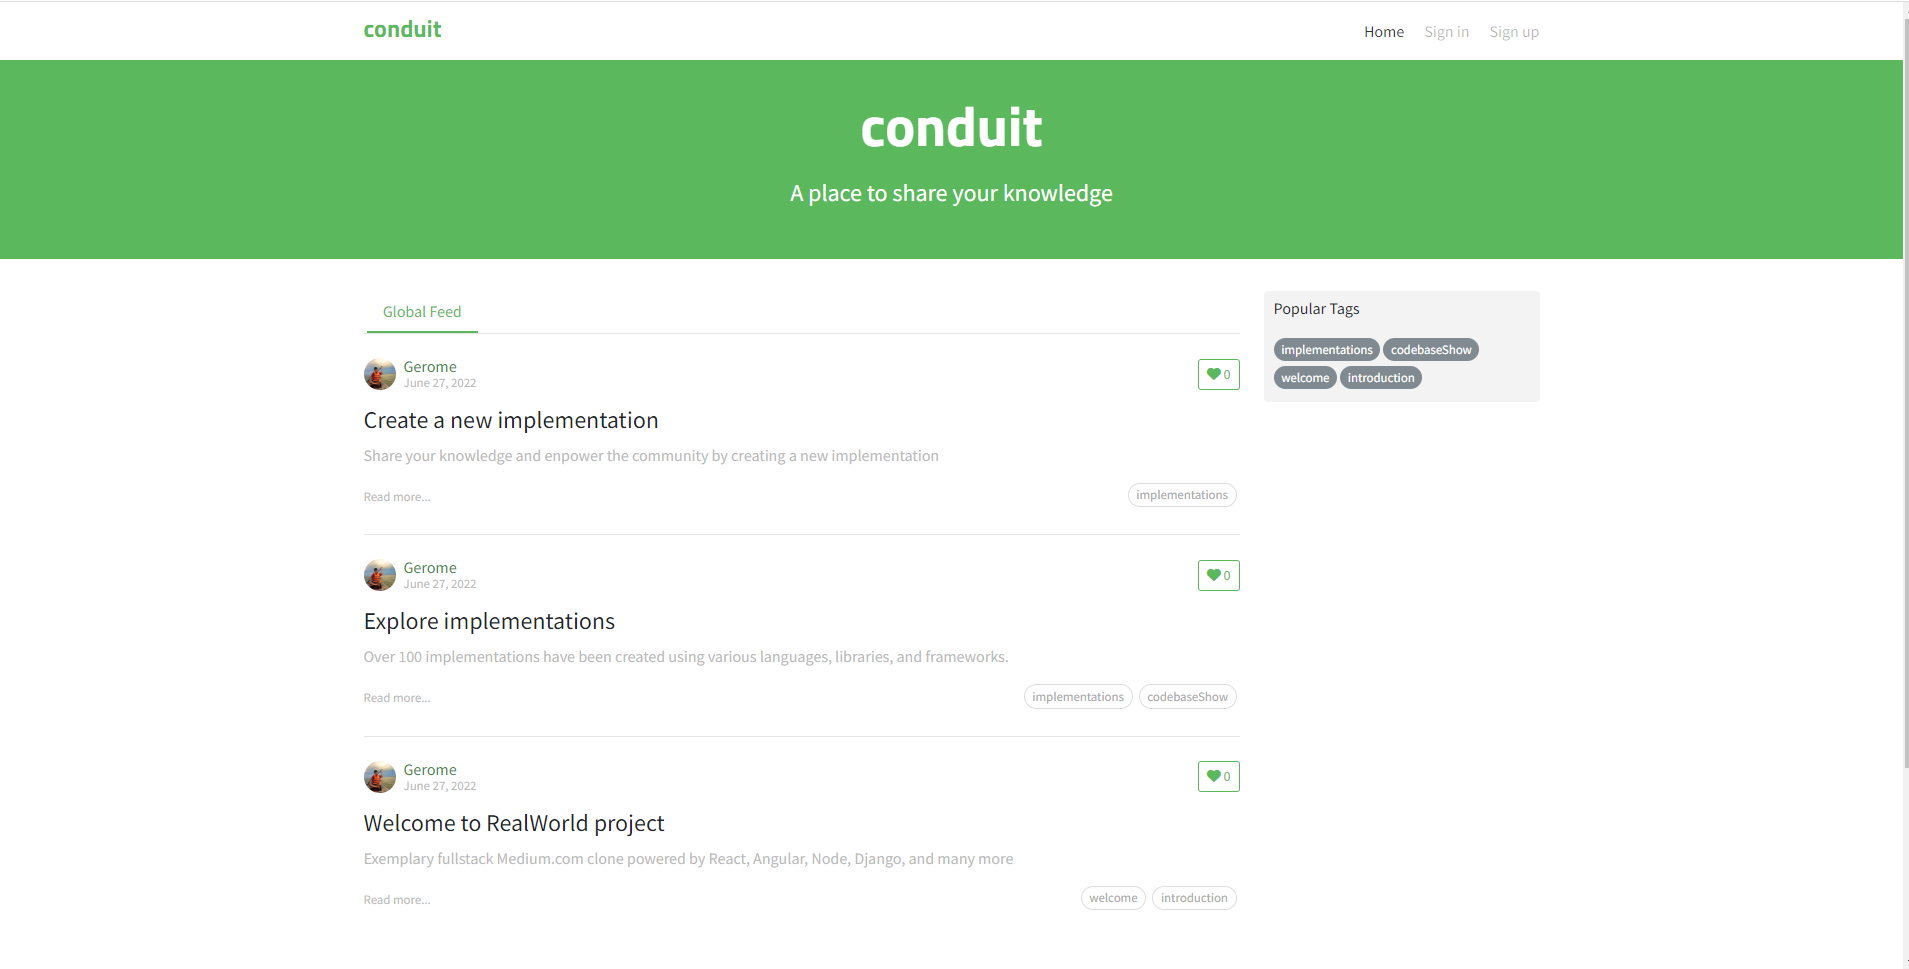 conduit
Home Sign in Sign up
conduit
A place to share your knowledge
Global Feed
Gerome
June 27, 2022
0
Create a new implementation
Share your knowledge and enpower the community by creating a new implementation
Read more...
implementations
Gerome
June 27, 2022
0
Explore implementations
Over 100 implementations have been created using various languages, libraries, and frameworks.
Read more...
implementations codebaseShow
Gerome
June 27, 2022
0
Welcome to RealWorld project
Exemplary fullstack Medium.com clone powered by React, Angular, Node, Django, and many more
Read more...
welcome introduction
Popular Tags
implementations codebaseShow
welcome introduction